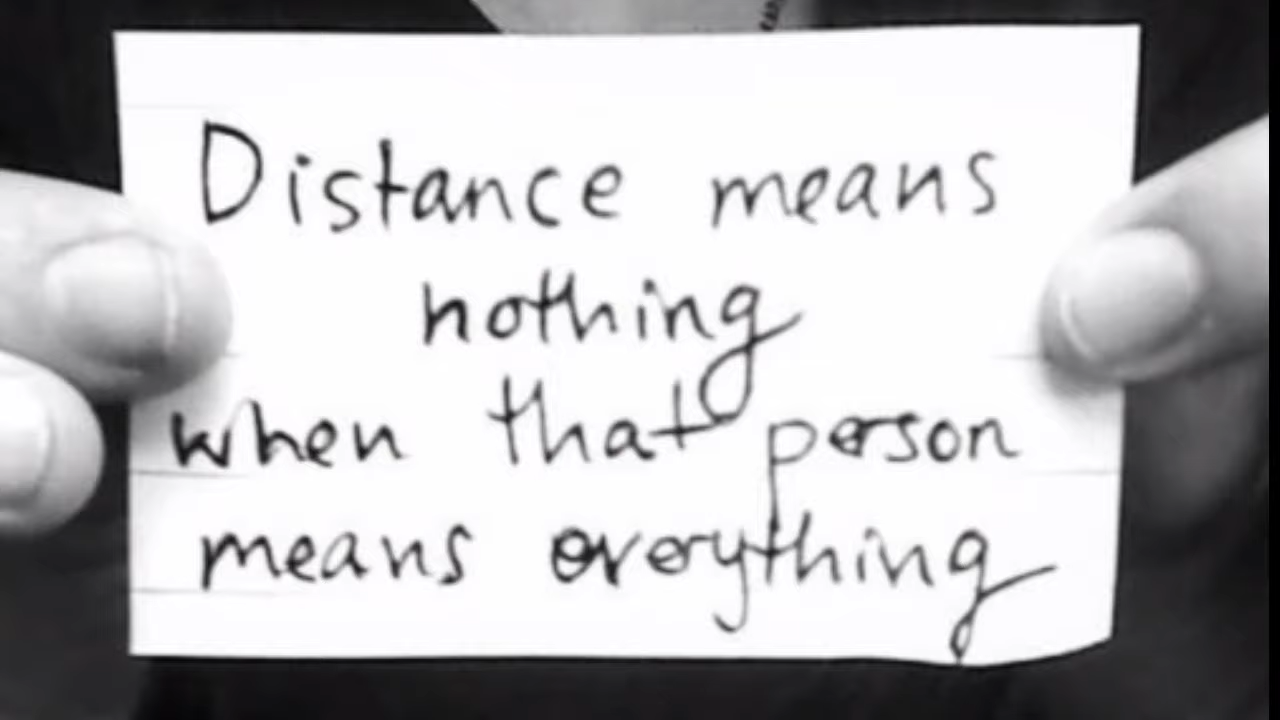 Distance means
nothing
when that person
means everything